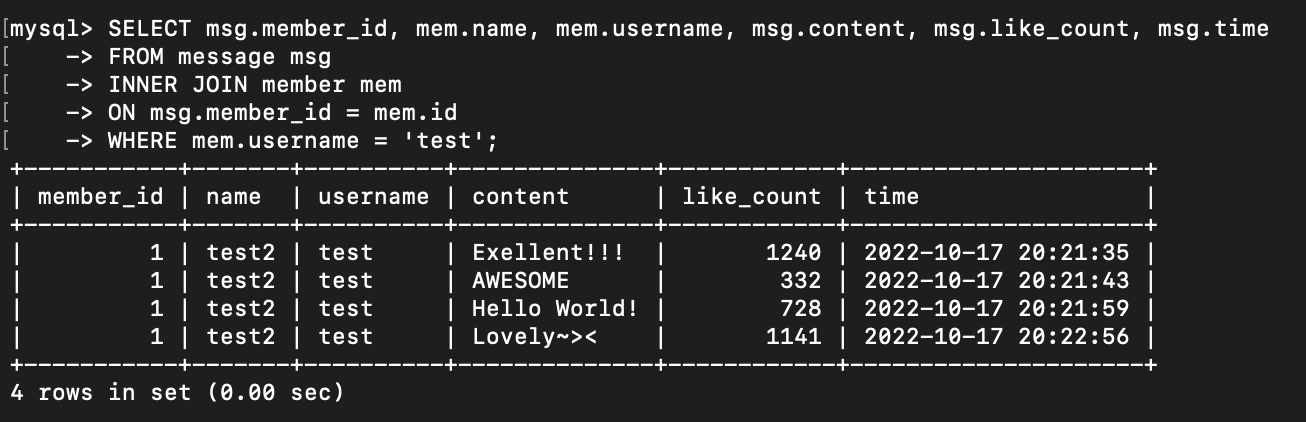 [mysql> SELECT msg.member_id, mem.name, mem.username, msg.content, msg.like_count, msg.time
[    -> FROM message msg
[    -> INNER JOIN member mem
[    -> ON msg.member_id = mem.id
[    -> WHERE mem.username = 'test';
+-----------+-------+----------+--------------+------------+---------------------+
| member_id | name  | username | content      | like_count | time                |
+-----------+-------+----------+--------------+------------+---------------------+
|         1 | test2 | test     | Exellent!!!  |       1240 | 2022-10-17 20:21:35 |
|         1 | test2 | test     | AWESOME      |        332 | 2022-10-17 20:21:43 |
|         1 | test2 | test     | Hello World! |        728 | 2022-10-17 20:21:59 |
|         1 | test2 | test     | Lovely~><    |       1141 | 2022-10-17 20:22:56 |
+-----------+-------+----------+--------------+------------+---------------------+
4 rows in set (0.00 sec)